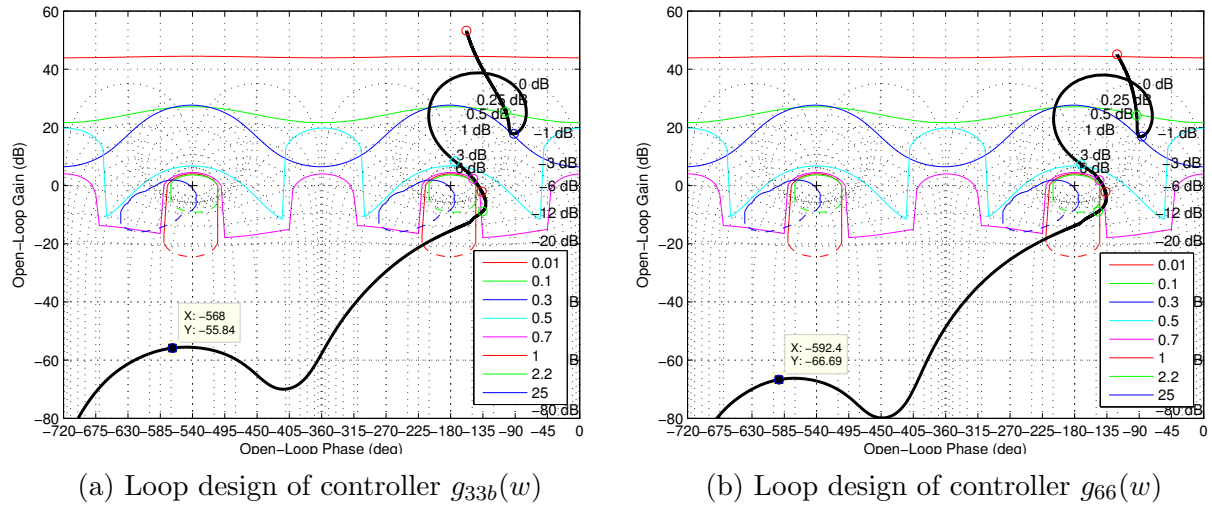 60
40
20
0
−20
−40
−60
−80
Open−Loop Gain (dB)
0 dB
0.25 dB
0.5 dB
1 dB
−1 dB
3 dB
6 dB
−3 dB
−6 dB
−12 dB
−20 dB
B
B
−80 dB
X: −568
Y: −55.84
0.01
0.1
0.3
0.5
0.7
1
2.2
25
−720−675−630−585−540−495−450−405−360−315−270−225−180−135 −90 −45 0
Open−Loop Phase (deg)
(a) Loop design of controller g33b(w)
60
40
20
0
−20
−40
−60
−80
Open−Loop Gain (dB)
0 dB
0.25 dB
0.5 dB
1 dB
−1 dB
3 dB
6 dB
−3 dB
−6 dB
−12 dB
−20 dB
B
B
−80 dB
X: −592.4
Y: −66.69
0.01
0.1
0.3
0.5
0.7
1
2.2
25
−720−675−630−585−540−495−450−405−360−315−270−225−180−135 −90 −45 0
Open−Loop Phase (deg)
(b) Loop design of controller g66(w)